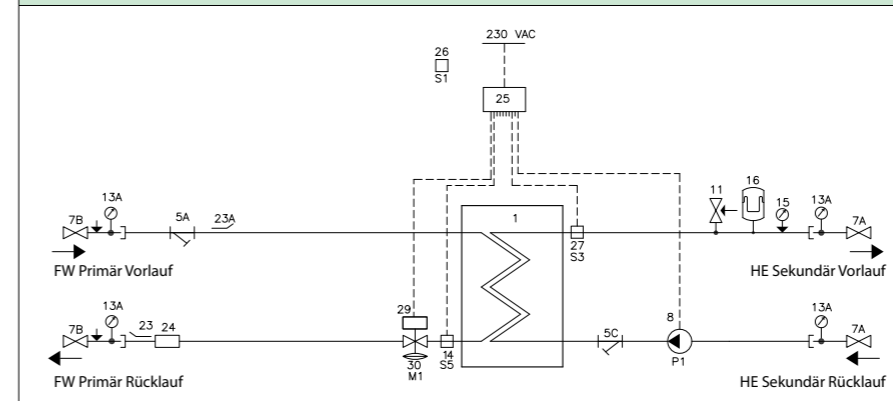 230 VAC
26
S1
25
13A
7B
5A
23A
1
27
S3
11
16
15
13A
7A
FW Primär Vorlauf
HE Sekundär Vorlauf
13A
7B
23
24
29
30
M1
14
S5
5C
8
P1
13A
7A
FW Primär Rücklauf
HE Sekundär Rücklauf